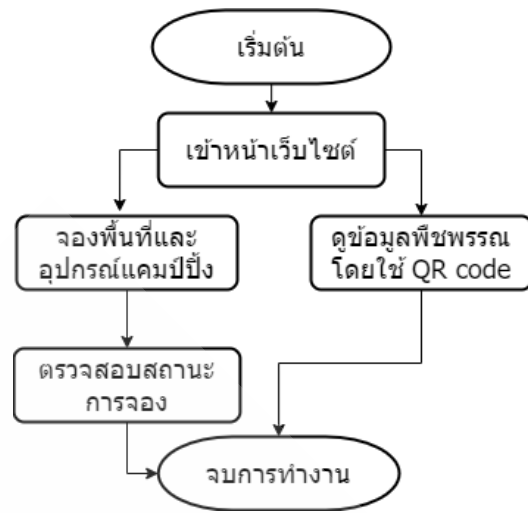 เริ่มต้น
เข้าหน้าเว็บไซต์
จองพื้นที่และ
อุปกรณ์แคมป์ปิ้ง
ดูข้อมูลพืชพรรณ
โดยใช้ QR code
ตรวจสอบสถานะ
การจอง
จบการทำงาน